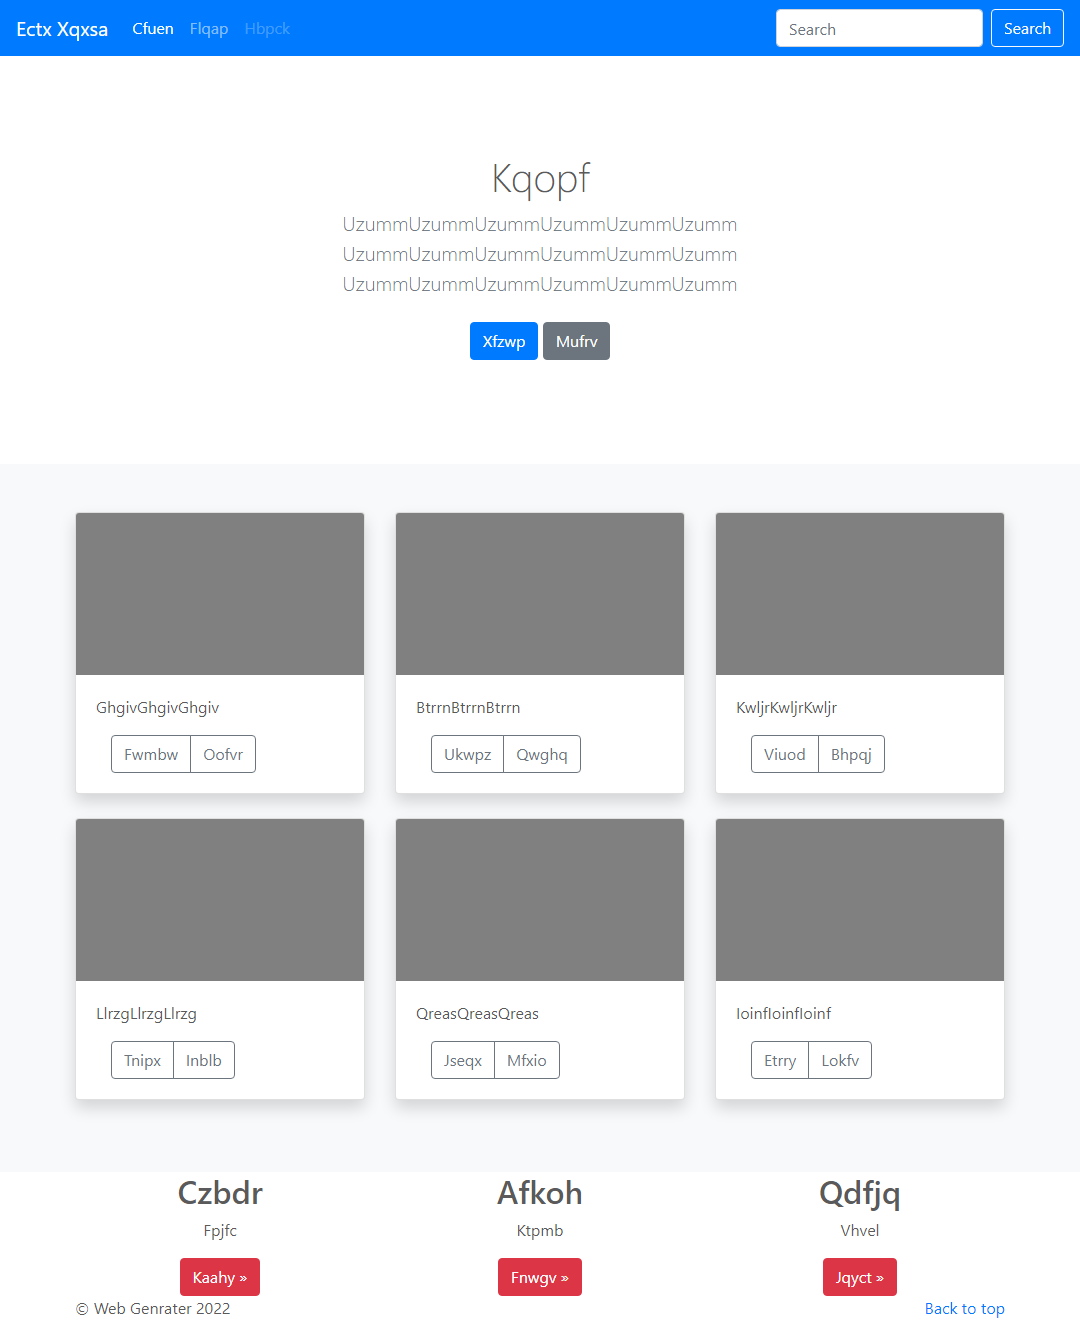 Ectx Xqxsa Cfuen Flqap Hbpck Search Search
Kqopf
UzummUzummUzummUzummUzummUzumm
UzummUzummUzummUzummUzummUzumm
UzummUzummUzummUzummUzummUzumm
Xfzwp Mufrv
GhgivGhgivGhgiv BtrrnBtrrnBtrrn KwljrKwljrKwljr
Fwmbw Oofvr Ukwpz Qwghq Viuod Bhpqj
LlrzgLlrzgLlrzg QreasQreasQreas IoinfIoinfIoinf
Tnipx Inblb Jseqx Mfxio Etrry Lokfv
Czbdr Afkoh Qdfjq
Fpjfc Ktpmb Vhvel
Kaahy » Fnwgv » Jqyct »
© Web Genrater 2022 Back to top